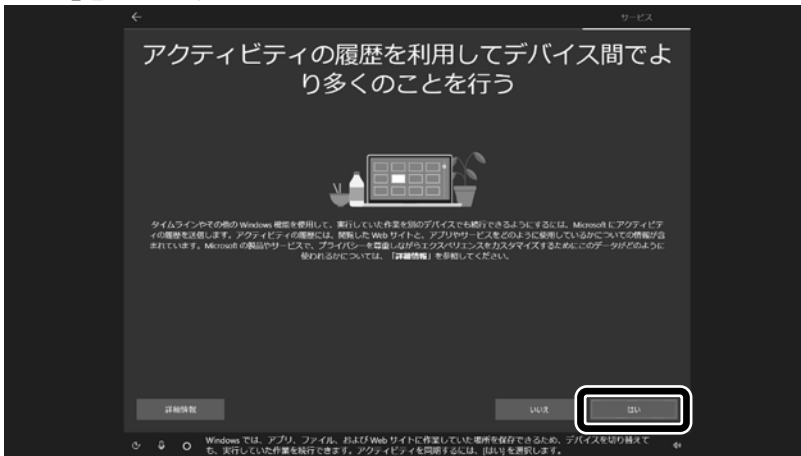 サービス
アクティビティの履歴を利用してデバイス間でよ
り多くのことを行う
タイムラインやその他の Windows 機能を使用して、実行していた作業を別のデバイスでも続行できるようにするには、Microsoft にアクティビテ
ィの履歴を送信します。アクティビティの履歴には、閲覧した Web サイトと、アプリやサービスをどのように使用しているかについての情報が含
まれています。Microsoft の製品やサービスで、プライバシーを尊重しながらエクスペリエンスをカスタマイズするためにこのデータがどのように
使われるかについては、「詳細情報」を参照してください。
詳細情報
いいえ
はい
Windows では、アプリ、ファイル、および Web サイトに作業していた場所を保存できるため、デバイスを切り替えて
も、実行していた作業を続行できます。アクティビティを同期するには、[はい] を選択します。